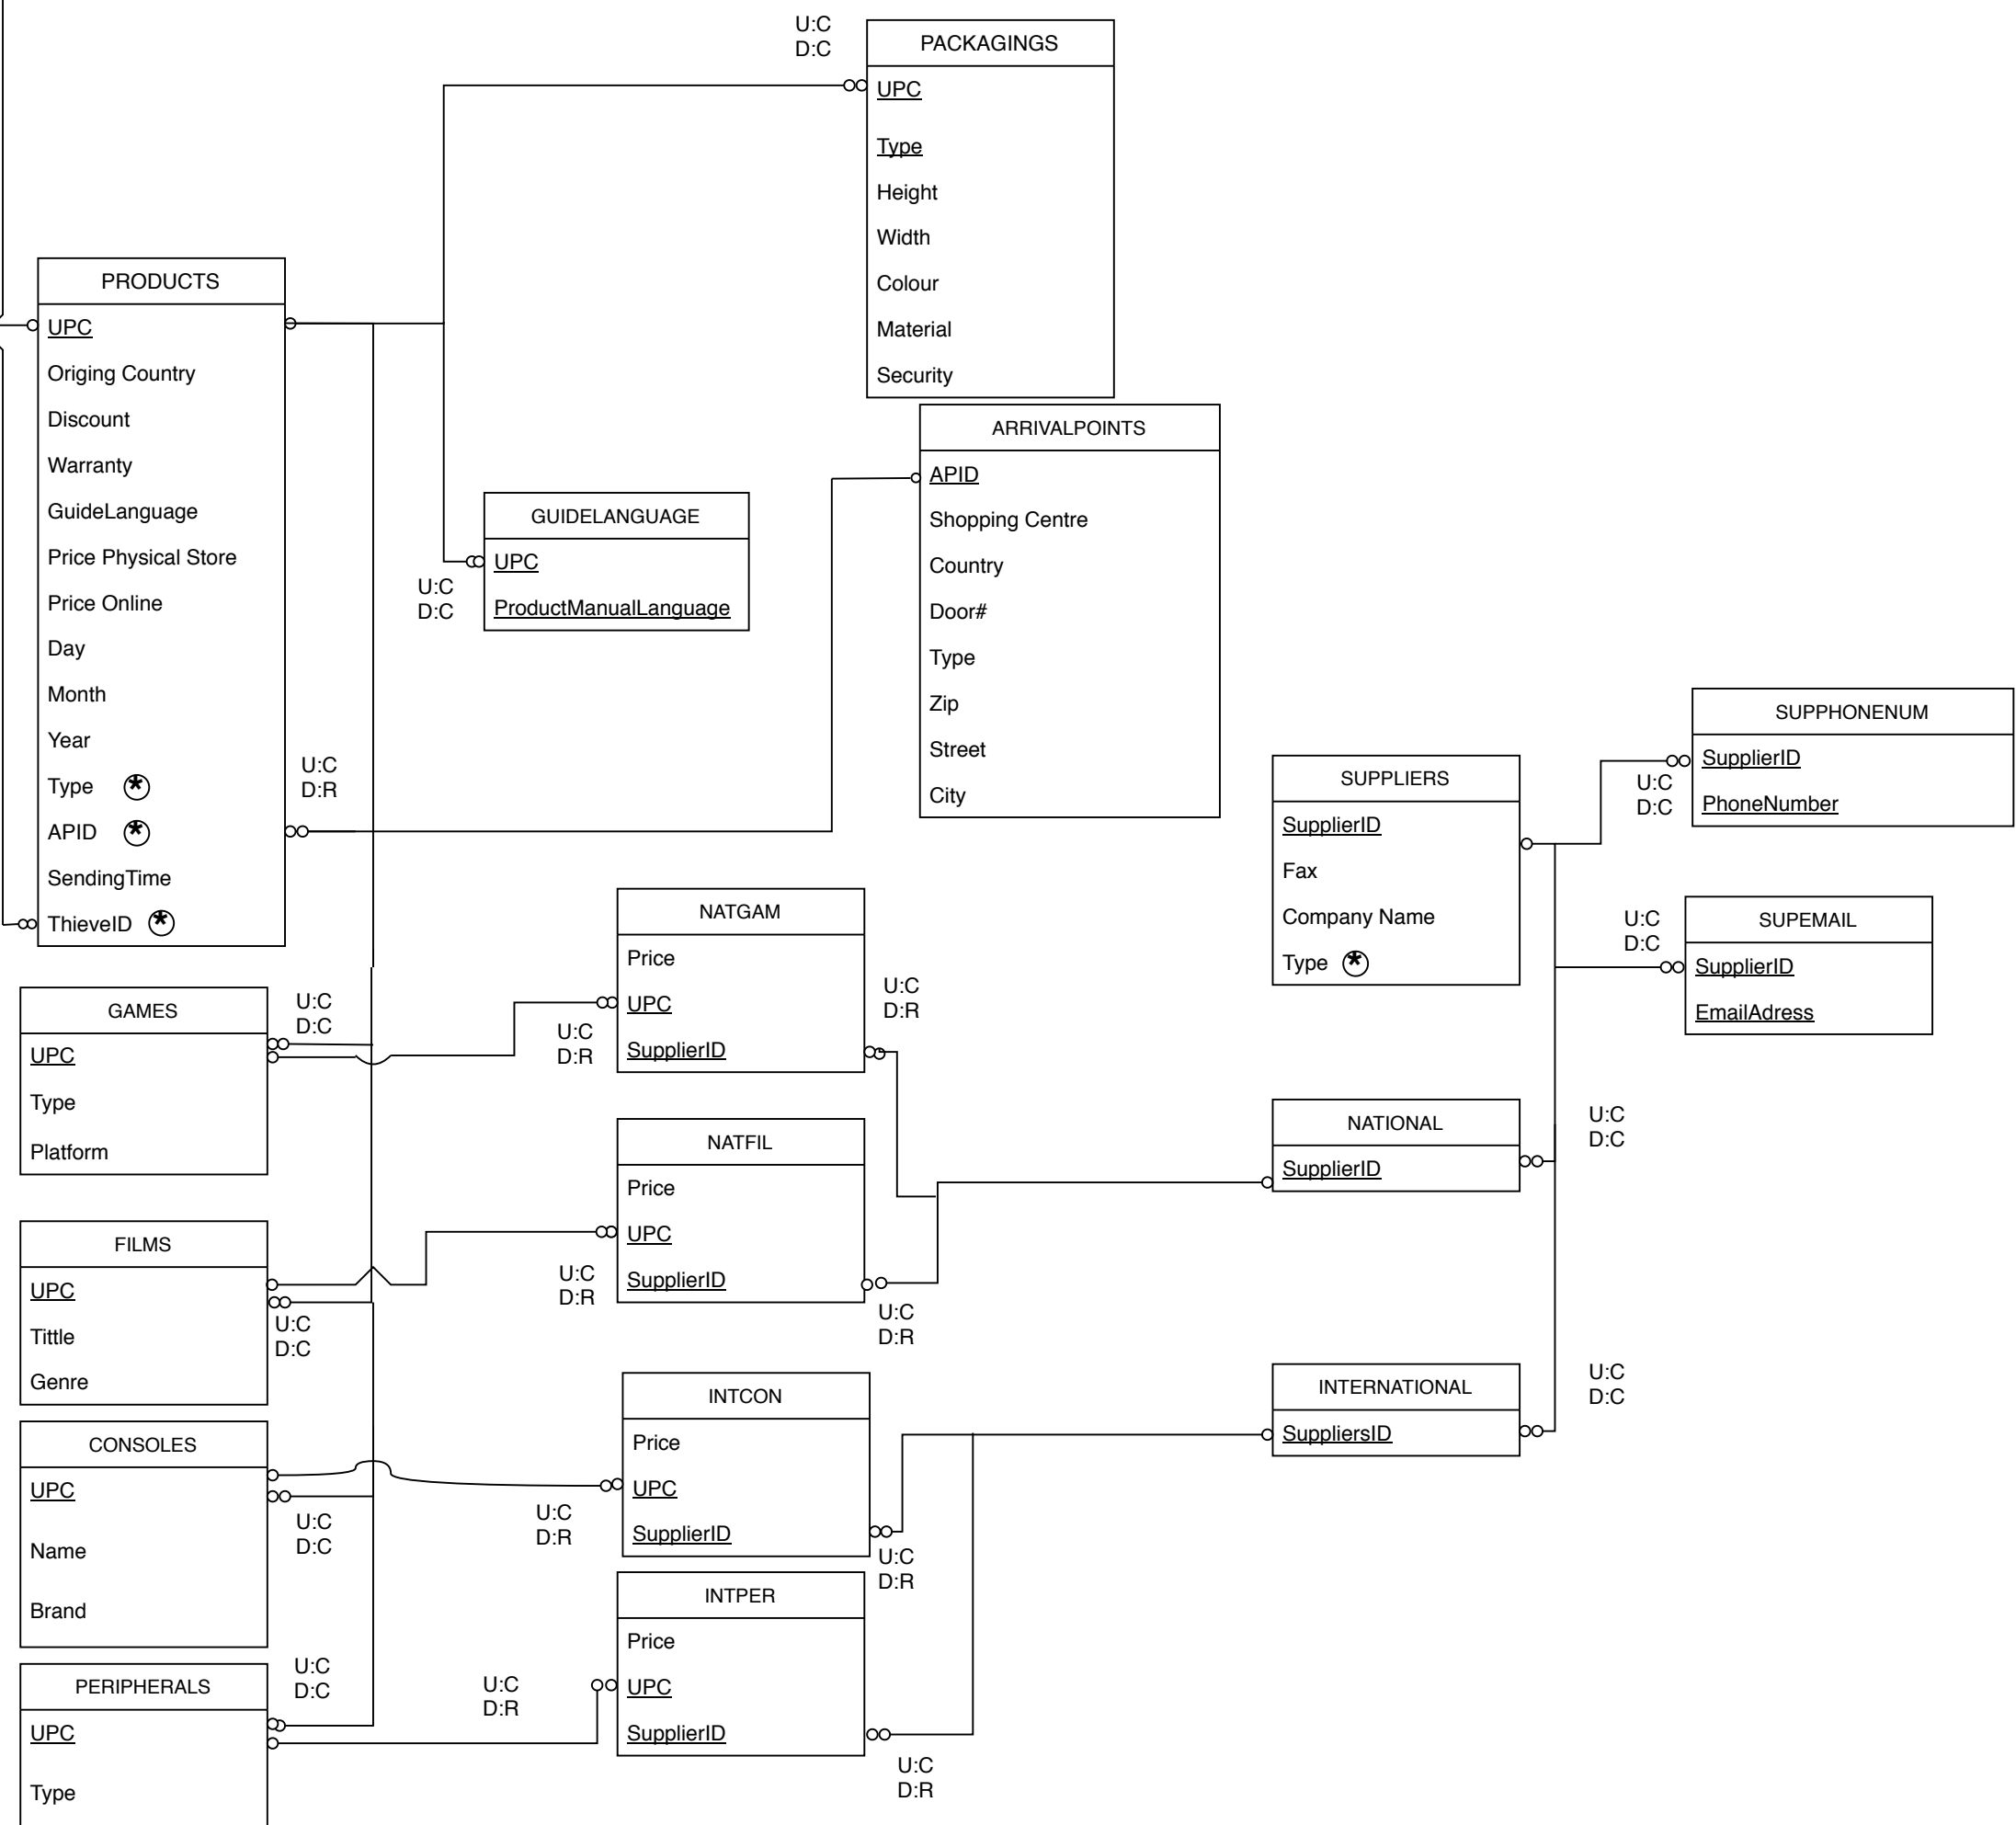 U:C
D:C
PACKAGINGS
UPC
Type
Height
Width
Colour
Material
Security
PRODUCTS
UPC
Origing Country
Discount
Warranty
GuideLanguage
Price Physical Store
Price Online
Day
Month
Year
Type *
APID *
SendingTime
ThieveID *
U:C
D:R
GUIDELANGUAGE
UPC
ProductManualLanguage
U:C
D:C
ARRIVALPOINTS
APID
Shopping Centre
Country
Door#
Type
Zip
Street
City
SUPPLIERS
SupplierID
Fax
Company Name
Type *
SUPPHONENUM
SupplierID
PhoneNumber
U:C
D:C
SUPEMAIL
SupplierID
EmailAdress
U:C
D:C
GAMES
UPC
Type
Platform
U:C
D:C
NATGAM
Price
UPC
SupplierID
U:C
D:R
U:C
D:R
NATFIL
Price
UPC
SupplierID
U:C
D:R
U:C
D:R
NATIONAL
SupplierID
U:C
D:C
FILMS
UPC
Tittle
Genre
U:C
D:C
INTCON
Price
UPC
SupplierID
U:C
D:R
U:C
D:R
INTERNATIONAL
SuppliersID
U:C
D:C
CONSOLES
UPC
Name
Brand
U:C
D:C
INTPER
Price
UPC
SupplierID
U:C
D:R
U:C
D:R
PERIPHERALS
UPC
Type
U:C
D:C